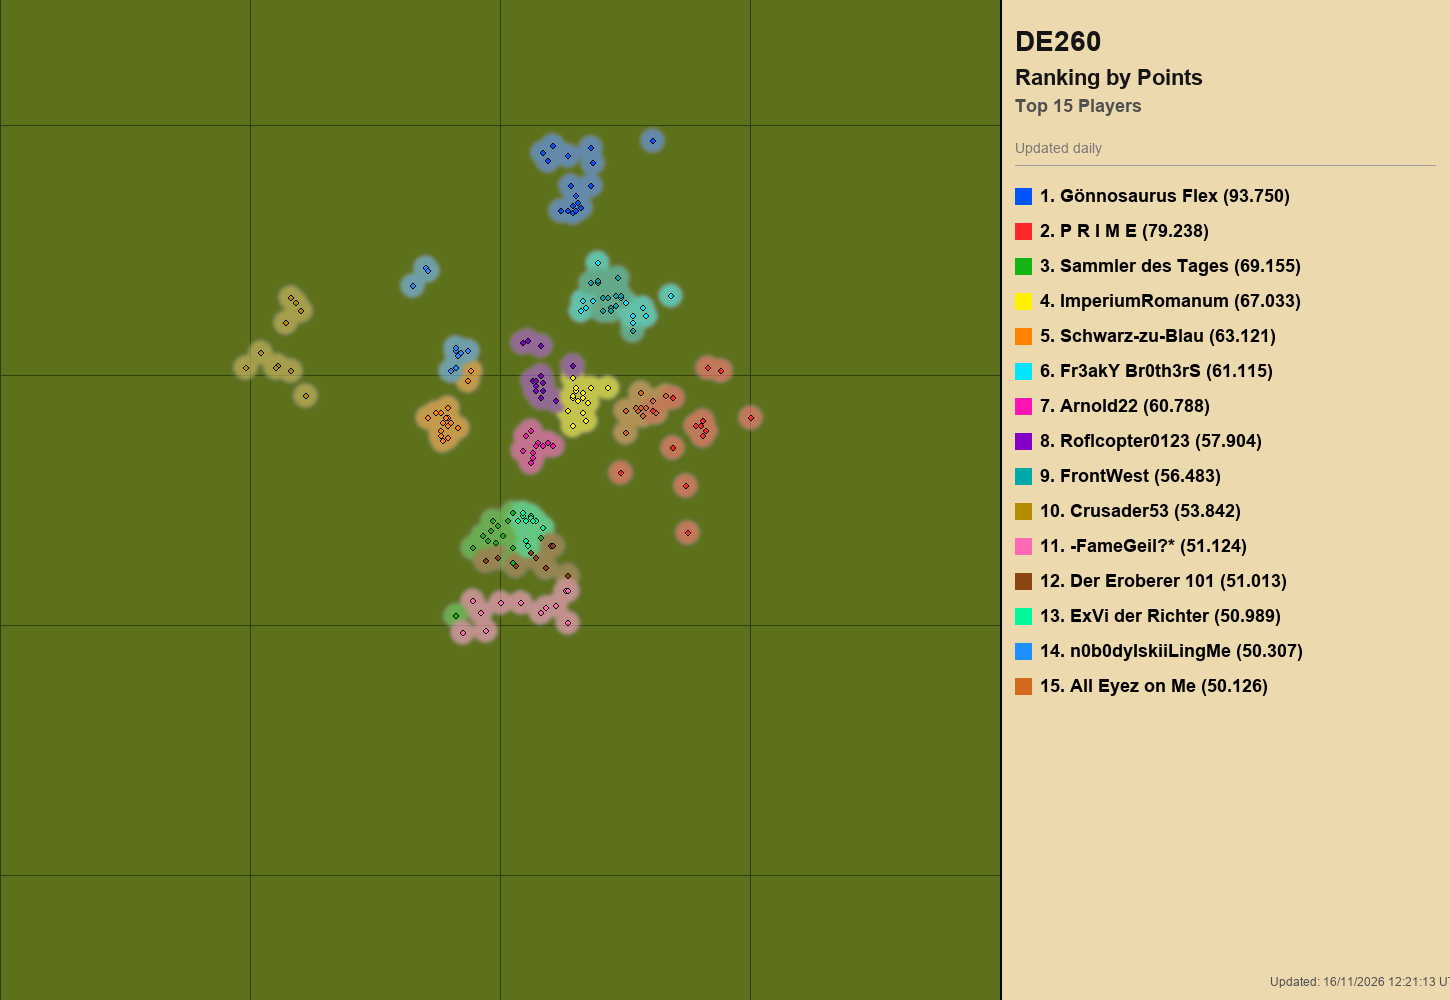 DE260
Ranking by Points
Top 15 Players
Updated daily
1. Gönnosaurus Flex (93.750)
2. P R I M E (79.238)
3. Sammler des Tages (69.155)
4. ImperiumRomanum (67.033)
5. Schwarz-zu-Blau (63.121)
6. Fr3akY Br0th3rS (61.115)
7. Arnold22 (60.788)
8. Roflcopter0123 (57.904)
9. FrontWest (56.483)
10. Crusader53 (53.842)
11. -FameGeil?* (51.124)
12. Der Eroberer 101 (51.013)
13. ExVi der Richter (50.989)
14. n0b0dyIskiiLingMe (50.307)
15. All Eyez on Me (50.126)
Updated: 16/11/2026 12:21:13